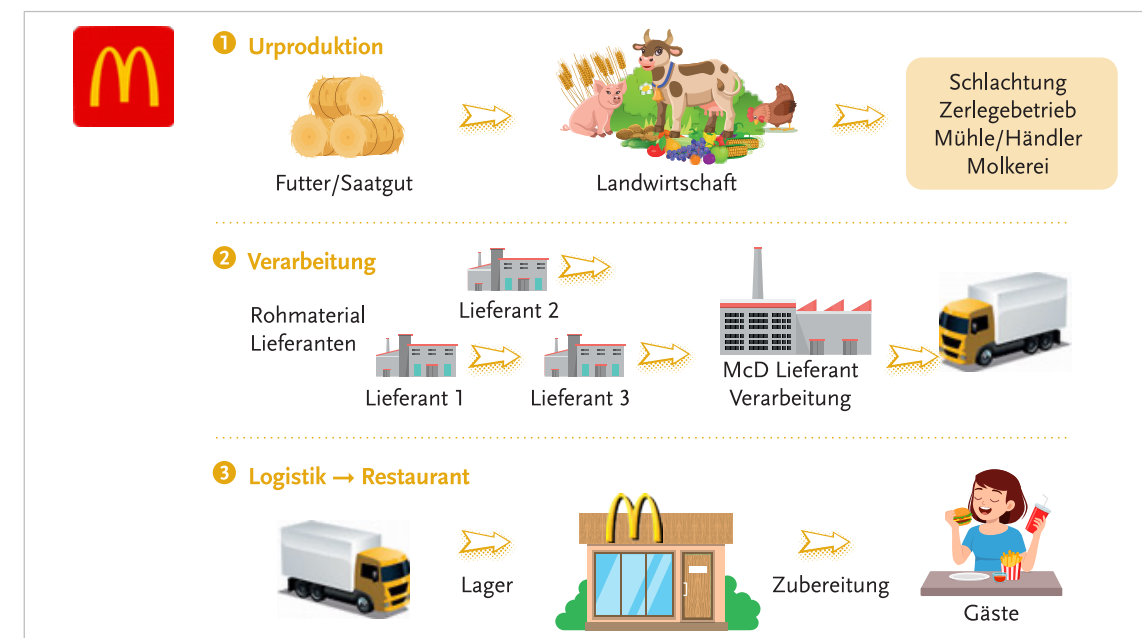 1 Urproduktion
Futter/Saatgut
Landwirtschaft
Schlachtung
Zerlegebetrieb
Mühle/Händler
Molkerei
2 Verarbeitung
Rohmaterial
Lieferanten
Lieferant 2
Lieferant 1
Lieferant 3
McD Lieferant
Verarbeitung
3 Logistik → Restaurant
Lager
Zubereitung
Gäste